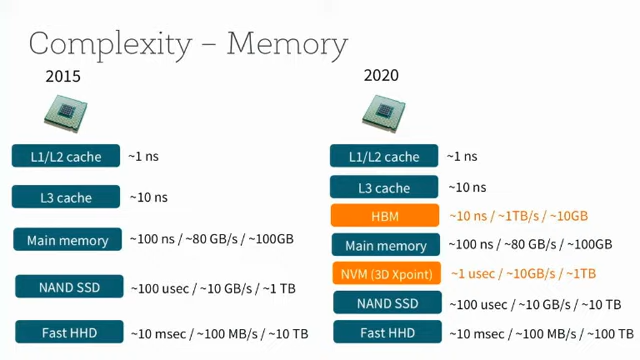 Complexity – Memory
2015
L1/L2 cache ~1 ns
L3 cache ~10 ns
Main memory ~100 ns / ~80 GB/s / ~100GB
NAND SSD ~100 usec / ~10 GB/s / ~1 TB
Fast HHD ~10 msec / ~100 MB/s / ~10 TB
2020
L1/L2 cache ~1 ns
L3 cache ~10 ns
HBM ~10 ns / ~1TB/s / ~10GB
Main memory ~100 ns / ~80 GB/s / ~100GB
NVM (3D Xpoint) ~1 usec / ~10GB/s / ~1TB
NAND SSD ~100 usec / ~10 GB/s / ~10 TB
Fast HHD ~10 msec / ~100 MB/s / ~100 TB